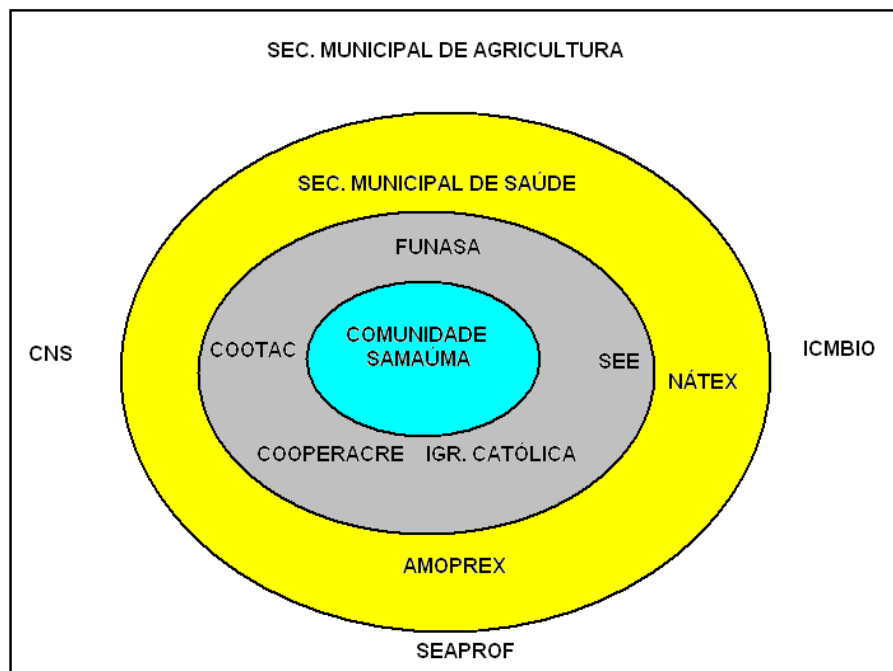 SEC. MUNICIPAL DE AGRICULTURA
SEC. MUNICIPAL DE SAÚDE
FUNASA
COMUNIDADE
SAMAÚMA
COOTAC
CNS
ICMBIO
SEE
NÁTEX
COOPERACRE
IGR. CATÓLICA
AMOPREX
SEAPROF